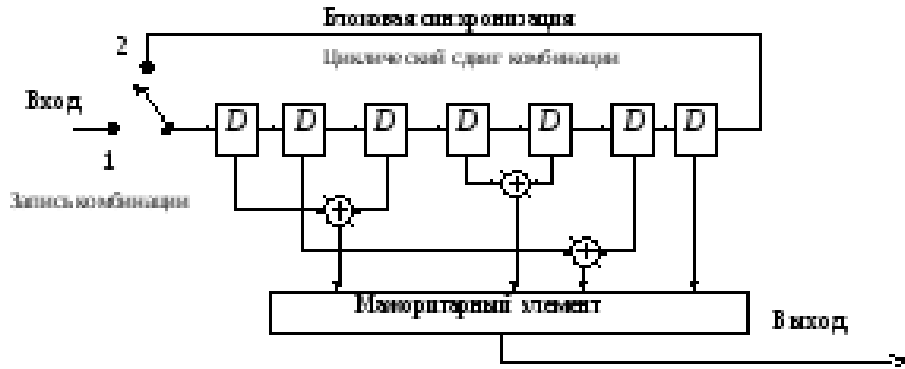 Блоковая синхронизация
2
Циклический сдвиг комбинации
Вход
D D D D D D D
1
Запись комбинации
Мажоритарный элемент
Выход